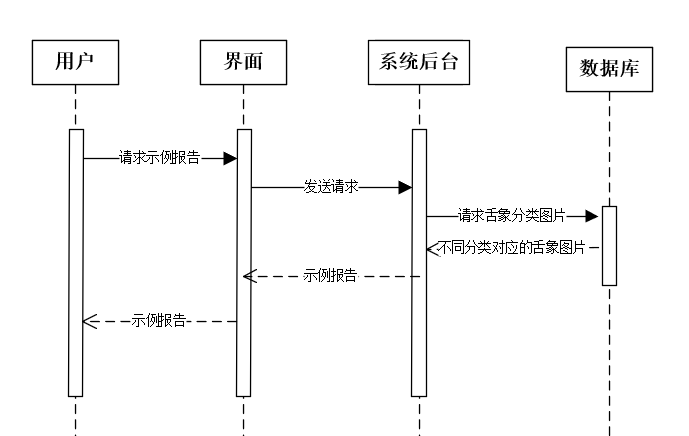 用户
界面
系统后台
数据库
请求示例报告
发送请求
请求舌象分类图片
不同分类对应的舌象图片
示例报告
示例报告